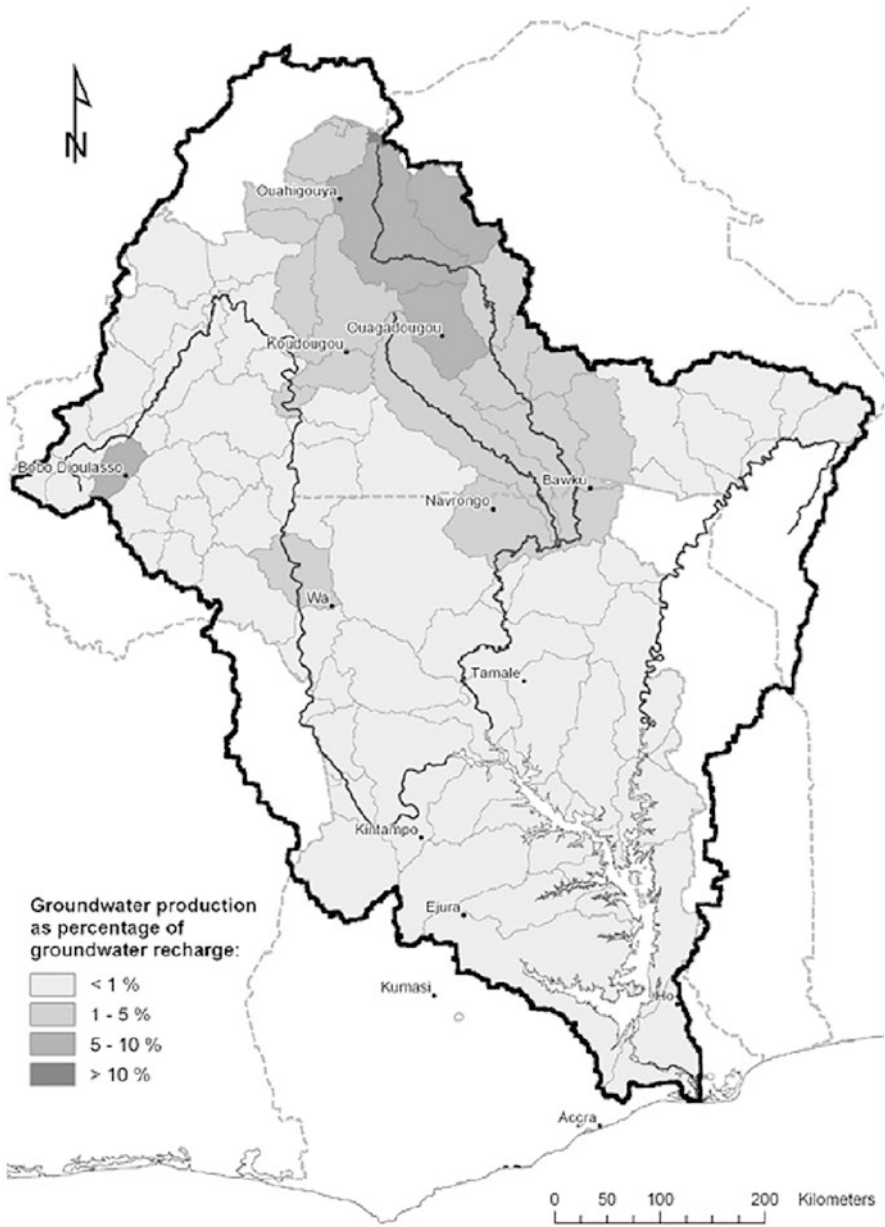 N
Ouahigouya
Ouagadougou
Koudougou
Bobo Dioulasso
Bawku
Navrongo
Wa
Tamale
Kintampo
Ejura
Kumasi
Ho
Accra
Groundwater production
as percentage of
groundwater recharge:
< 1 %
1 - 5 %
5 - 10 %
> 10 %
0 50 100 200 Kilometers